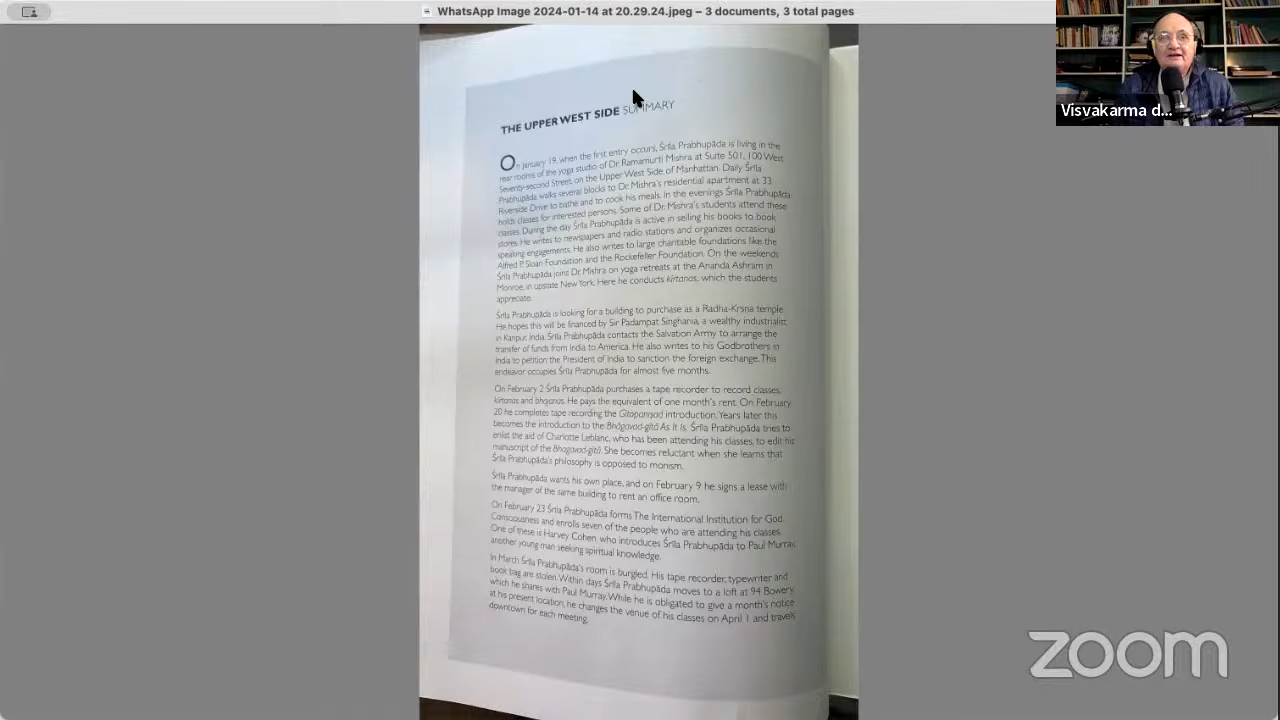 WhatsApp Image 2024-01-14 at 20.29.24.jpeg – 3 documents, 3 total pages
Visvakarma d...
THE UPPER WEST SIDE SUMMARY
On January 19, when the first entry occurs, Śrīla Prabhupāda is living in the
rear rooms of the yoga studio of Dr. Ramamurti Mishra at Suite 501, 100 West
Seventy-second Street, on the Upper West Side of Manhattan. Daily Śrīla
Prabhupāda walks several blocks to Dr. Mishra's residential apartment at 33
Riverside Drive to bathe and to cook his meals. In the evenings Śrīla Prabhupāda
holds classes for interested persons. Some of Dr. Mishra's students attend these
classes. During the day Śrīla Prabhupāda is active in selling his books to book
stores. He writes to newspapers and radio stations and organizes occasional
speaking engagements. He also writes to large charitable foundations like the
Alfred P. Sloan Foundation and the Rockefeller Foundation. On the weekends
Śrīla Prabhupāda joins Dr. Mishra on yoga retreats at the Ananda Ashram in
Monroe, in upstate New York. Here he conducts kīrtanas, which the students
appreciate.
Śrīla Prabhupāda is looking for a building to purchase as a Radha-Krsna temple.
He hopes this will be financed by Sir Padampat Singhania, a wealthy industrialist
in Kanpur, India. Śrīla Prabhupāda contacts the Salvation Army to arrange the
transfer of funds from India to America. He also writes to his Godbrothers in
India to petition the President of India to sanction the foreign exchange. This
endeavor occupies Śrīla Prabhupāda for almost five months.
On February 2 Śrīla Prabhupāda purchases a tape recorder to record classes,
kīrtanas and bhajanas. He pays the equivalent of one month's rent. On February
20 he completes tape recording the Gītopaniṣad introduction. Years later this
becomes the introduction to the Bhagavad-gītā As It Is. Śrīla Prabhupāda tries to
enlist the aid of Charlotte Leblanc, who has been attending his classes, to edit his
manuscript of the Bhagavad-gītā. She becomes reluctant when she learns that
Śrīla Prabhupāda's philosophy is opposed to monism.
Śrīla Prabhupāda wants his own place, and on February 9 he signs a lease with
the manager of the same building to rent an office room.
On February 23 Śrīla Prabhupāda forms The International Institution for God
Consciousness and enrolls seven of the people who are attending his classes.
One of these is Harvey Cohen, who introduces Śrīla Prabhupāda to Paul Murray,
another young man seeking spiritual knowledge.
In March Śrīla Prabhupāda's room is burgled. His tape recorder, typewriter and
book bag are stolen. Within days Śrīla Prabhupāda moves to a loft at 94 Bowery,
which he shares with Paul Murray. While he is obligated to give a month's notice
at his present location, he changes the venue of his classes on April 1 and travels
downtown for each meeting.
zoom